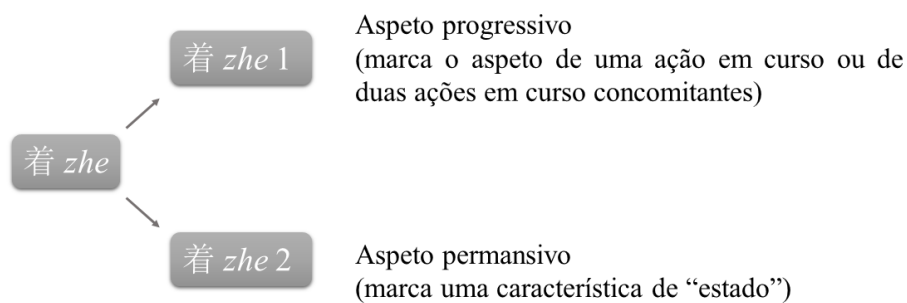 着 zhe 1
Aspeto progressivo
(marca o aspeto de uma ação em curso ou de
duas ações em curso concomitantes)
着 zhe
着 zhe 2
Aspeto permansivo
(marca uma característica de “estado”)